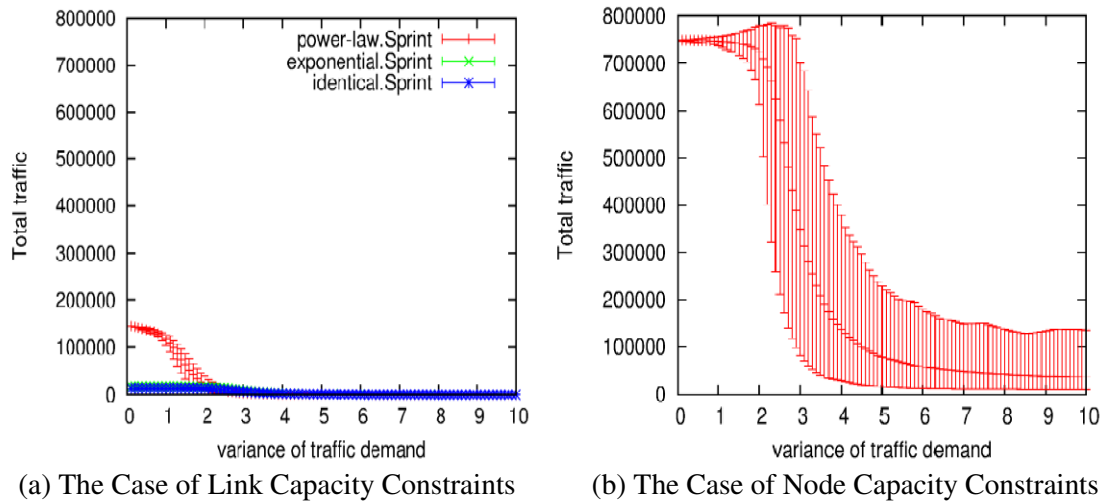 800000
700000
600000
500000
400000
300000
200000
100000
0
Total traffic
power-law.Sprint
exponential.Sprint
identical.Sprint
0 1 2 3 4 5 6 7 8 9 10
variance of traffic demand
(a) The Case of Link Capacity Constraints
800000
700000
600000
500000
400000
300000
200000
100000
0
Total traffic
0 1 2 3 4 5 6 7 8 9 10
variance of traffic demand
(b) The Case of Node Capacity Constraints